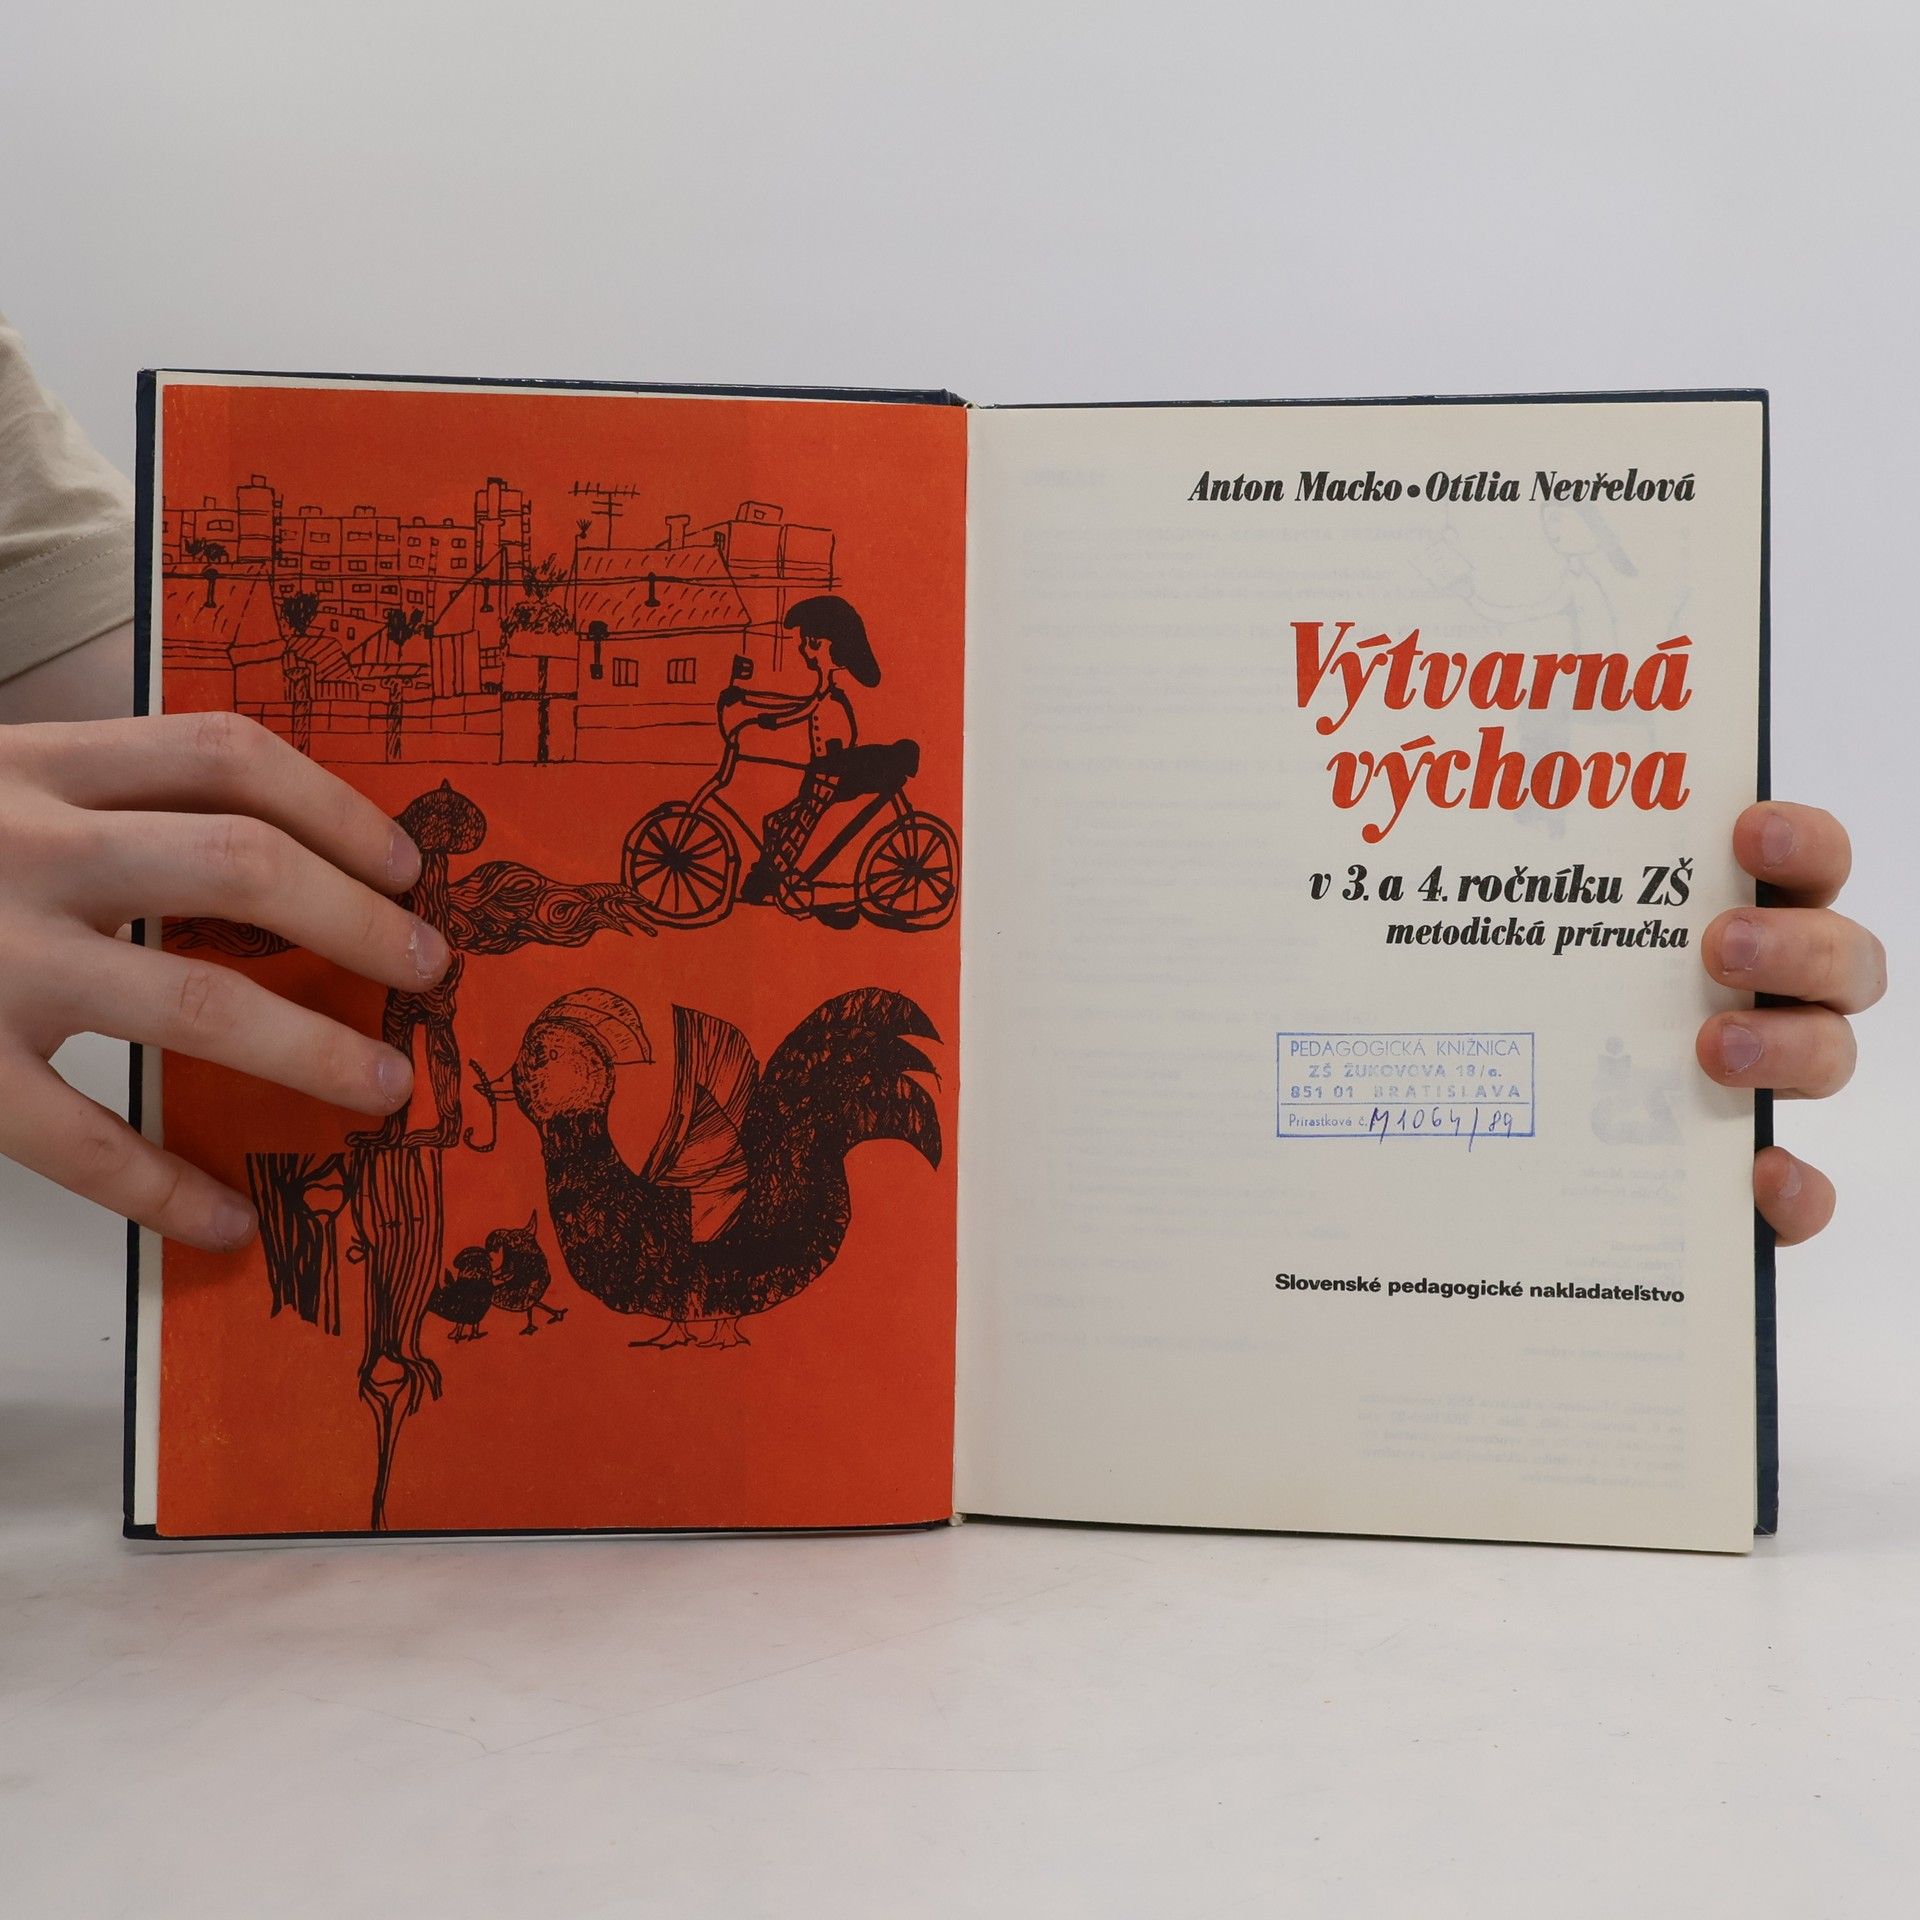 Anton Macko • Otília Nevřelová
Výtvarná
výchova
v 3. a 4. ročníku ZŠ
metodická príručka
PEDAGOGICKÁ KNIŽNICA
ZŠ ŽUKOVOVA 18/a.
851 01 BRATISLAVA
Prírastkové č. M1064/89
Slovenské pedagogické nakladateľstvo